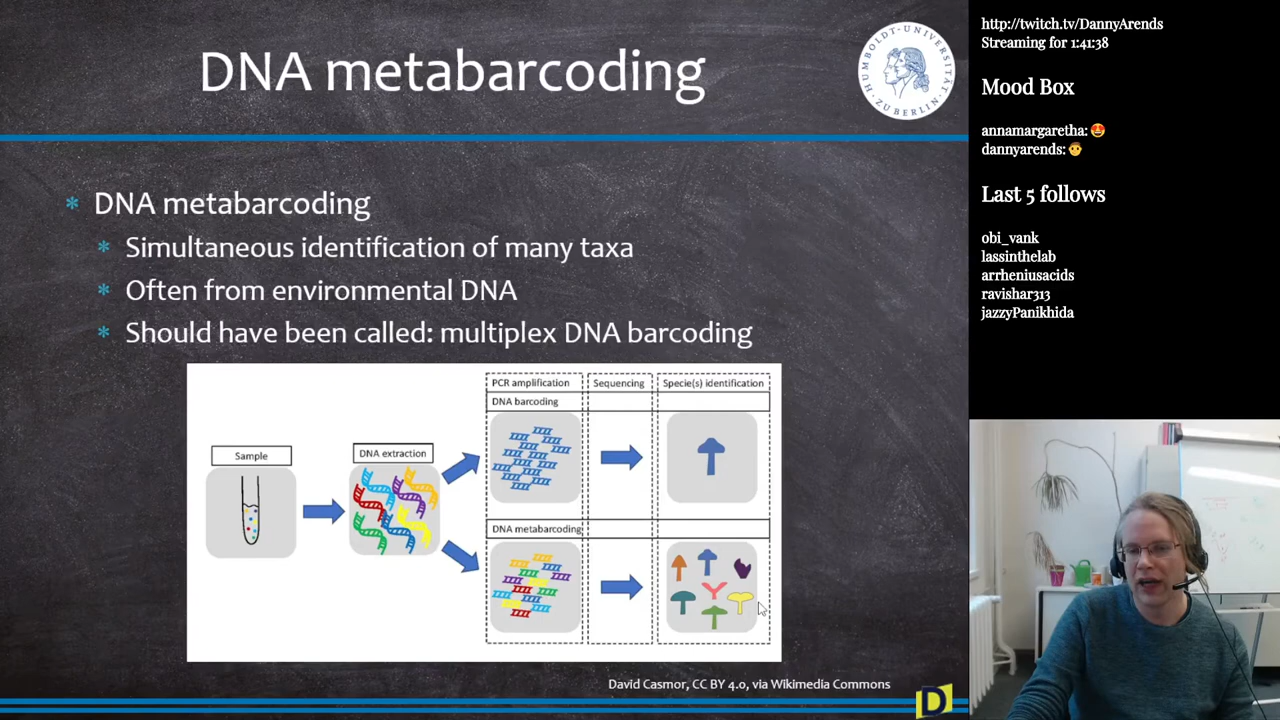 DNA metabarcoding
HUMBOLDT-UNIVERSITÄT
ZU BERLIN
* DNA metabarcoding
* Simultaneous identification of many taxa
* Often from environmental DNA
* Should have been called: multiplex DNA barcoding
PCR amplification
Sequencing
Specie(s) identification
DNA barcoding
Sample
DNA extraction
DNA metabarcoding
David Casmor, CC BY 4.0, via Wikimedia Commons
D
http://twitch.tv/DannyArends
Streaming for 1:41:38
Mood Box
annamargaretha: 😍
dannyarends: 👨
Last 5 follows
obi_vank
lassinthelab
arrheniusacids
ravishar313
jazzyPanikhida